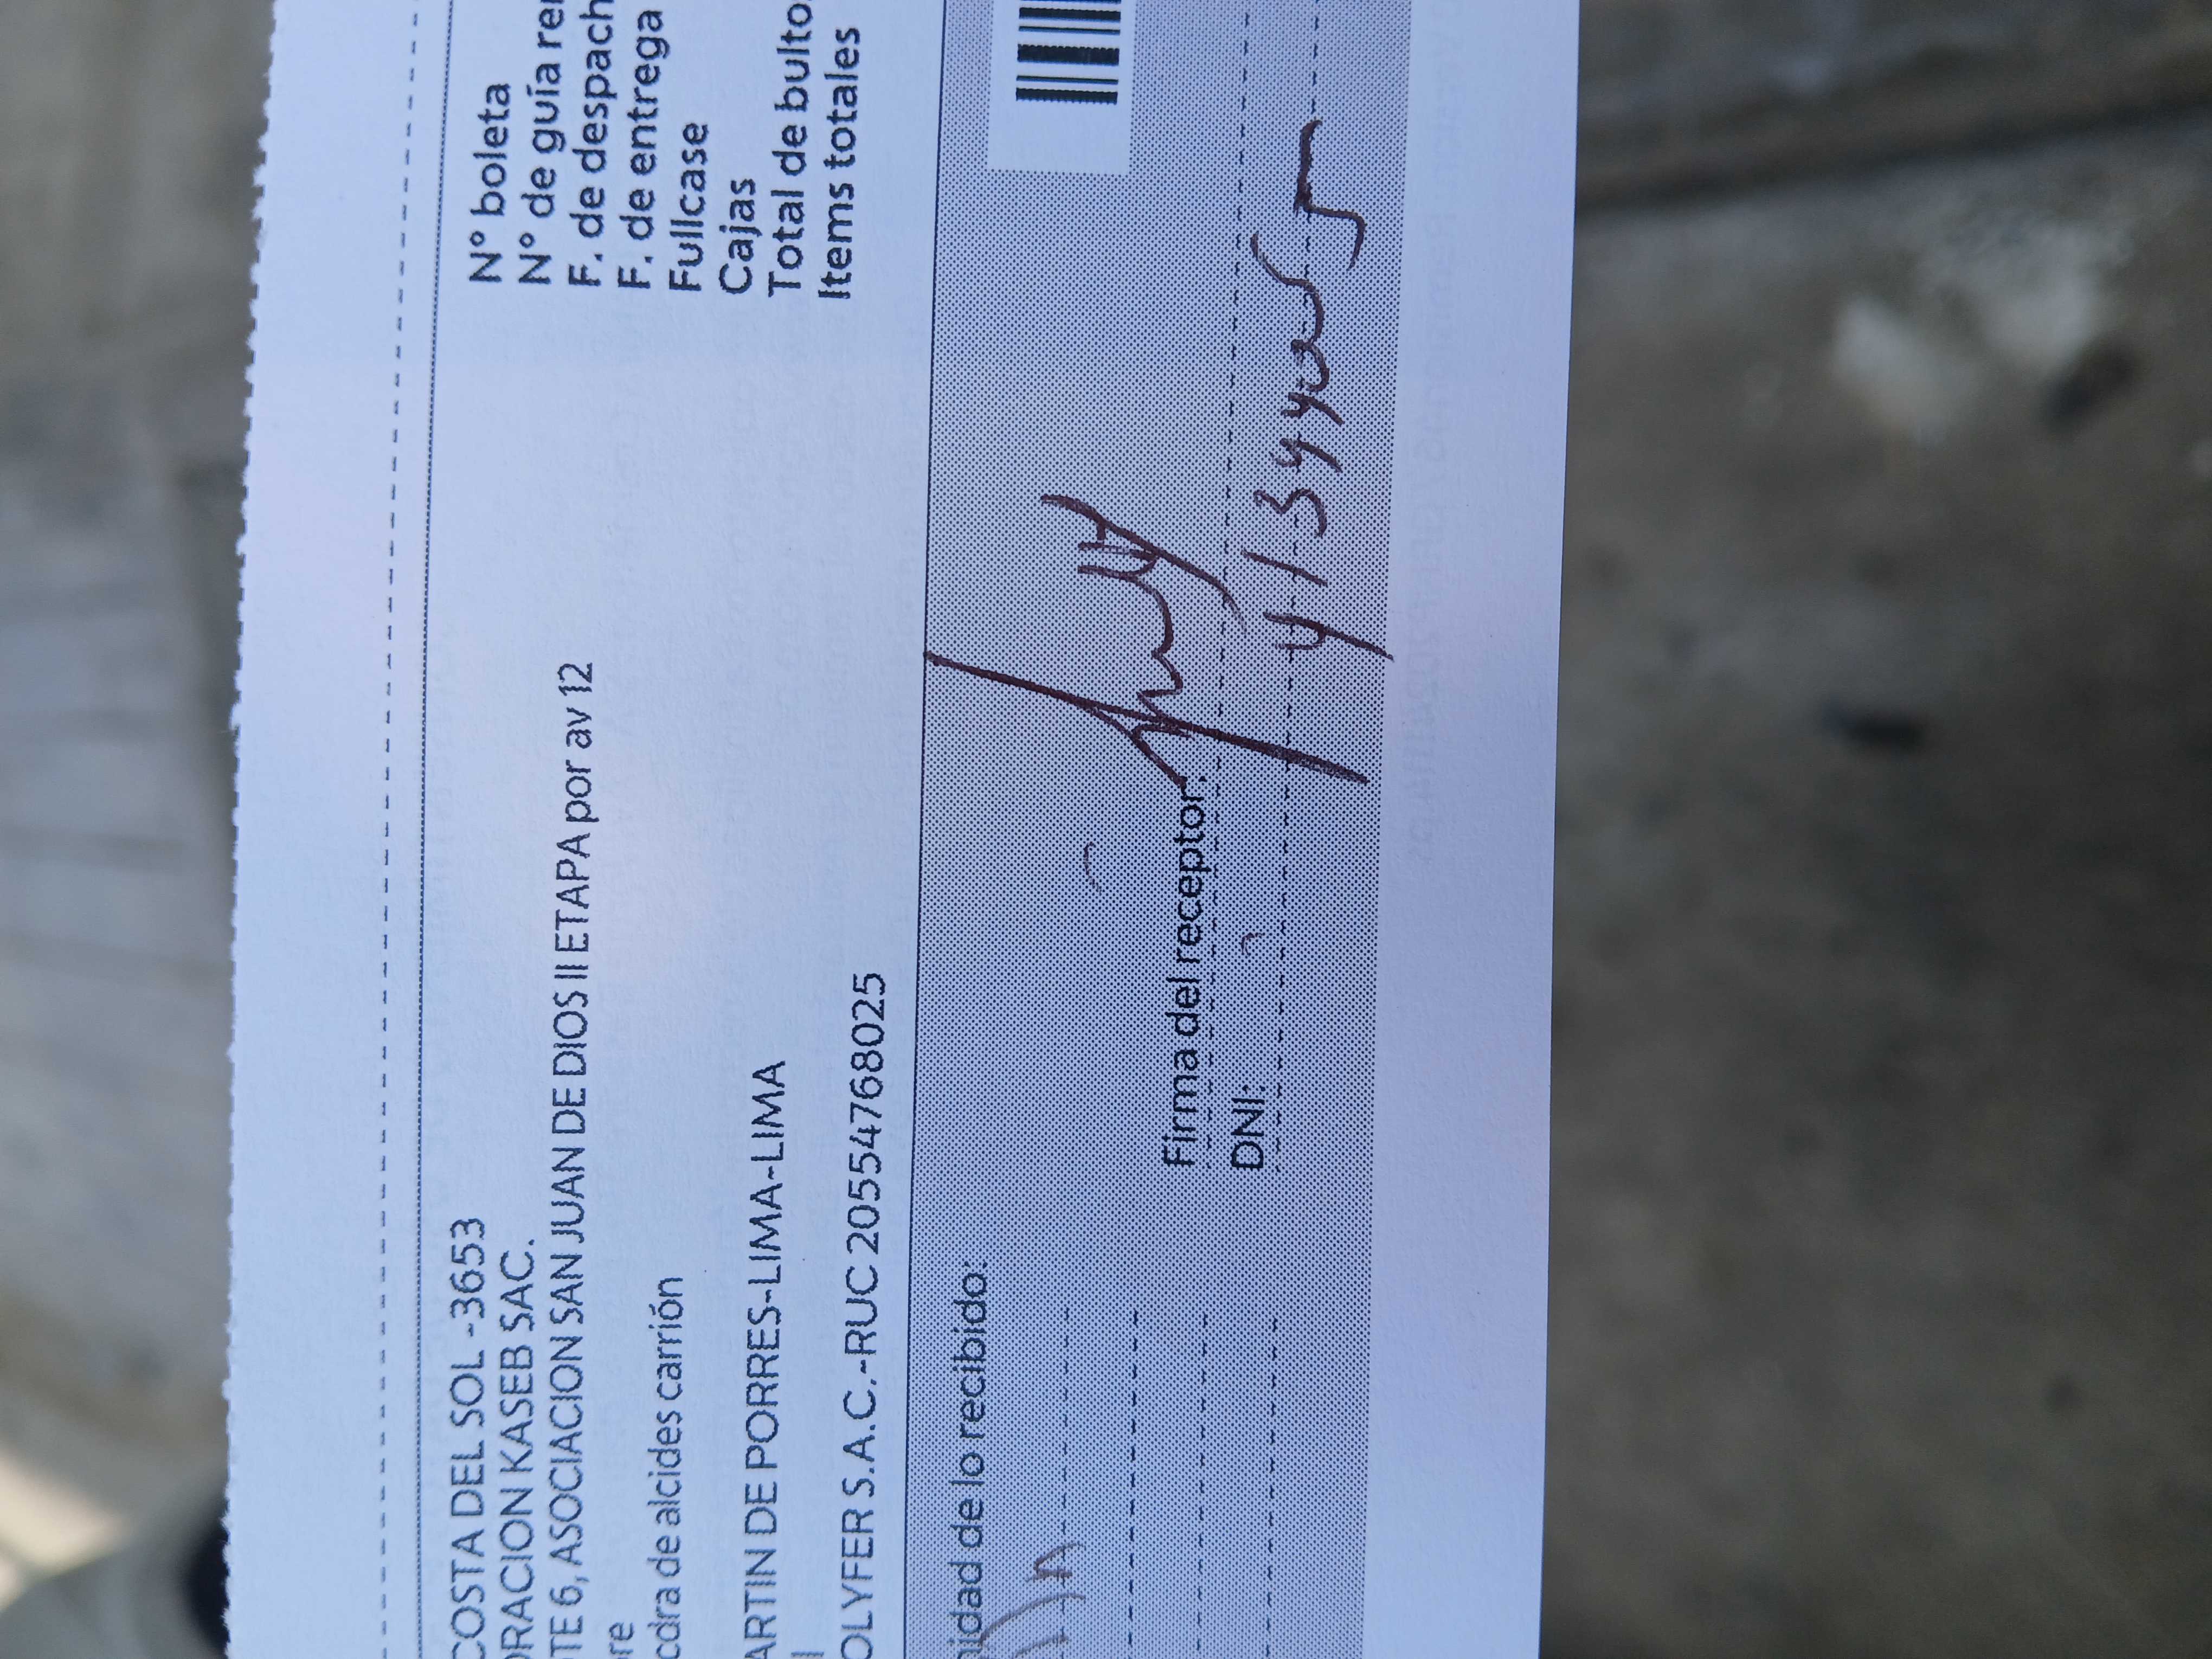 COSTA DEL SOL -3653
ORACION KASEB SAC.
TE 6, ASOCIACION SAN JUAN DE DIOS II ETAPA por av 12
re
cdra de alcides carrión
ARTIN DE PORRES-LIMA-LIMA
OLYFER S.A.C.-RUC 20554768025
N° boleta
N° de guía re
F. de despach
F. de entrega
Fullcase
Cajas
Total de bulto
Items totales
nidad de lo recibido:
Firma del receptor:
DNI: